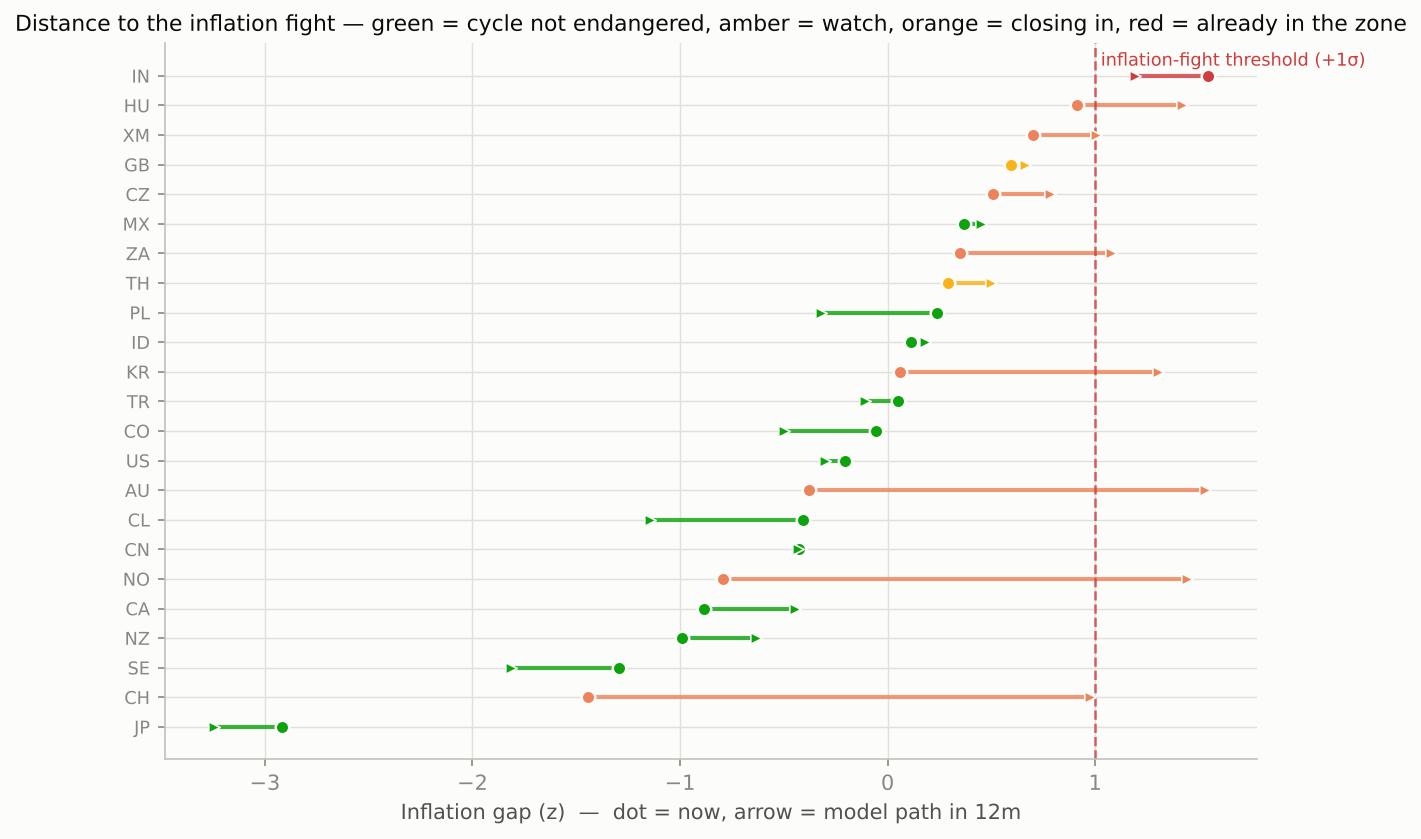 Distance to the inflation fight — green = cycle not endangered, amber = watch, orange = closing in, red = already in the zone
inflation-fight threshold (+1σ)
IN
HU
XM
GB
CZ
MX
ZA
TH
PL
ID
KR
TR
CO
US
AU
CL
CN
NO
CA
NZ
SE
CH
JP
−3 −2 −1 0 1
Inflation gap (z) — dot = now, arrow = model path in 12m